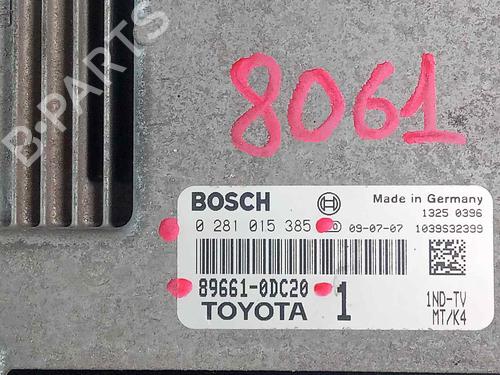 B-PARTS
8061
BOSCH Made in Germany
1325 0396
0 281 015 385 09-07-07 1039S32399
89661-0DC20 1 1ND-TV
TOYOTA MT/K4